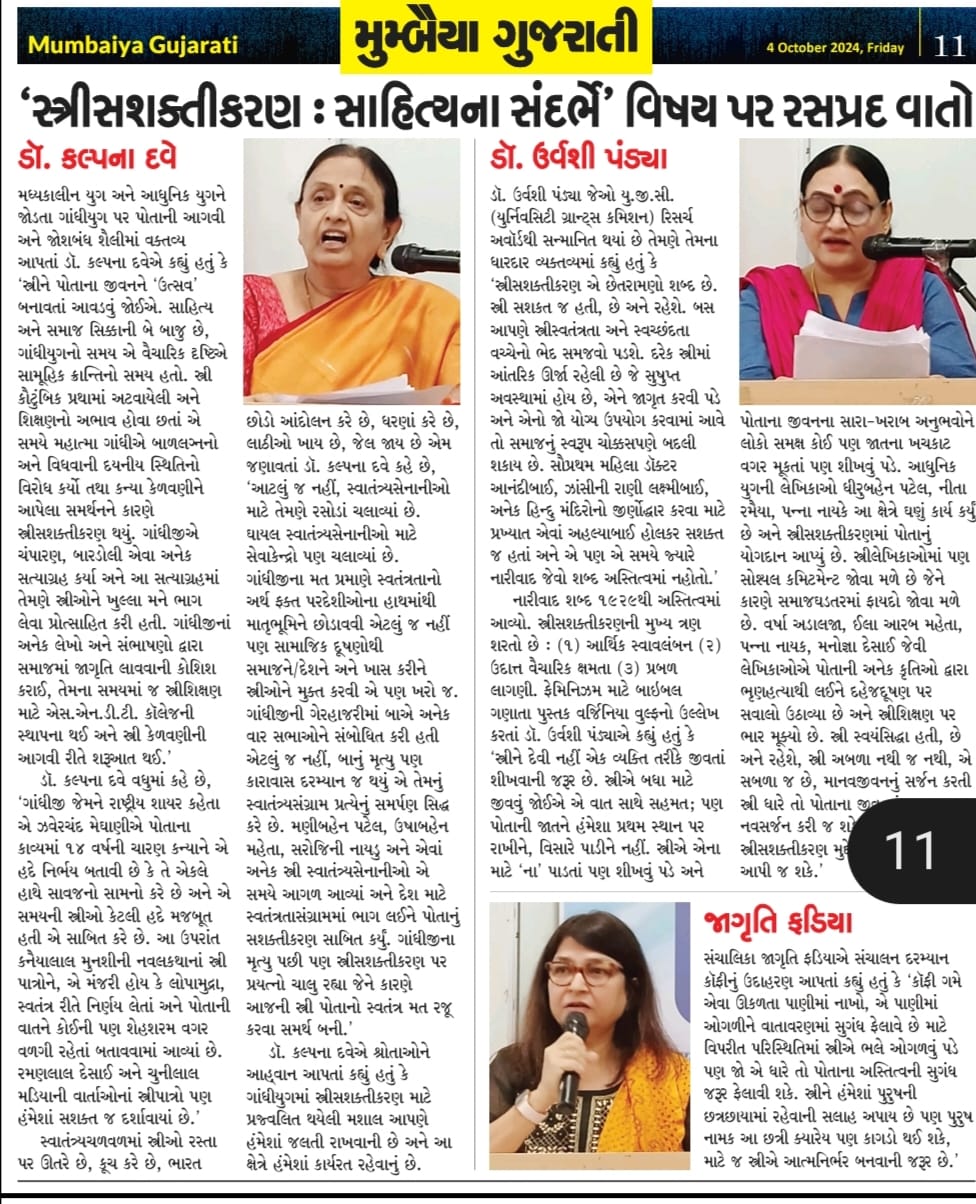 Mumbaiya Gujarati
મુમ્બૈયા ગુજરાતી
4 October 2024, Friday
11
‘સ્ત્રીસશક્તીકરણ : સાહિત્યના સંદર્ભે’ વિષય પર રસપ્રદ વાતો
ડૉ. કલ્પના દવે
મધ્યકાલીન યુગ અને આધુનિક યુગને
જોડતા ગાંધીયુગ પર પોતાની આગવી
અને જોશબંધ શૈલીમાં વક્તવ્ય
આપતાં ડૉ. કલ્પના દવેએ કહ્યું હતું કે
‘સ્ત્રીને પોતાના જીવનને ‘ઉત્સવ’
બનાવતાં આવડવું જોઈએ. સાહિત્ય
અને સમાજ સિક્કાની બે બાજુ છે,
ગાંધીયુગનો સમય એ વૈચારિક દૃષ્ટિએ
સામૂહિક ક્રાન્તિનો સમય હતો. સ્ત્રી
કૌટુંબિક પ્રથામાં અટવાયેલી અને
શિક્ષણનો અભાવ હોવા છતાં એ
સમયે મહાત્મા ગાંધીએ બાળલગ્નો
અને વિધવાની દયનીય સ્થિતિનો
વિરોધ કર્યો તથા કન્યા કેળવણીને
આપેલા સમર્થનને કારણે
સ્ત્રીસશક્તીકરણ થયું. ગાંધીજીએ
ચંપારણ, બારડોલી એવા અનેક
સત્યાગ્રહ કર્યા અને આ સત્યાગ્રહમાં
તેમણે સ્ત્રીઓને ખુલ્લા મને ભાગ
લેવા પ્રોત્સાહિત કરી હતી. ગાંધીજીનાં
અનેક લેખો અને સંભાષણો દ્વારા
સમાજમાં જાગૃતિ લાવવાની કોશિશ
કરાઈ, તેમના સમયમાં જ સ્ત્રીશિક્ષણ
માટે એસ.એન.ડી.ટી. કૉલેજની
સ્થાપના થઈ અને સ્ત્રી કેળવણીની
આગવી રીતે શરૂઆત થઈ.’
ડૉ. કલ્પના દવે વધુમાં કહે છે,
‘ગાંધીજી જેમને રાષ્ટ્રીય શાયર કહેતા
એ ઝવેરચંદ મેઘાણીએ પોતાના
કાવ્યમાં ૧૪ વર્ષની ચારણ કન્યાને એ
હદે નિર્ભય બતાવી છે કે તે એકલે
હાથે સાવજનો સામનો કરે છે અને એ
સમયની સ્ત્રીઓ કેટલી હદે મજબૂત
હતી એ સાબિત કરે છે. આ ઉપરાંત
કનૈયાલાલ મુનશીની નવલકથાનાં સ્ત્રી
પાત્રોને, એ મંજરી હોય કે લોપામુદ્રા,
સ્વતંત્ર રીતે નિર્ણય લેતાં અને પોતાની
વાતને કોઈની પણ શેહશરમ વગર
વળગી રહેતાં બતાવવામાં આવ્યાં છે.
રમણલાલ દેસાઈ અને ચુનીલાલ
મડિયાની વાર્તાઓનાં સ્ત્રીપાત્રો પણ
હંમેશાં સશક્ત જ દર્શાવાયાં છે.’
સ્વાતંત્ર્યચળવળમાં સ્ત્રીઓ રસ્તા
પર ઊતરે છે, કૂચ કરે છે, ભારત
છોડો આંદોલન કરે છે, ધરણાં કરે છે,
લાઠીઓ ખાય છે, જેલ જાય છે એમ
જણાવતાં ડૉ. કલ્પના દવે કહે છે,
‘આટલું જ નહીં, સ્વાતંત્ર્યસેનાનીઓ
માટે તેમણે રસોડાં ચલાવ્યાં છે.
ઘાયલ સ્વાતંત્ર્યસેનાનીઓ માટે
સેવાકેન્દ્રો પણ ચલાવ્યાં છે.
ગાંધીજીના મત પ્રમાણે સ્વતંત્રતાનો
અર્થ ફક્ત પરદેશીઓના હાથમાંથી
માતૃભૂમિને છોડાવવી એટલું જ નહીં
પણ સામાજિક દૂષણોથી
સમાજને/દેશને અને ખાસ કરીને
સ્ત્રીઓને મુક્ત કરવી એ પણ ખરો જ.
ગાંધીજીની ગેરહાજરીમાં બાએ અનેક
વાર સભાઓને સંબોધિત કરી હતી
એટલું જ નહીં, બાનું મૃત્યુ પણ
કારાવાસ દરમ્યાન જ થયું એ તેમનું
સ્વાતંત્ર્યસંગ્રામ પ્રત્યેનું સમર્પણ સિદ્ધ
કરે છે. મણીબહેન પટેલ, ઉષાબહેન
મહેતા, સરોજિની નાયડુ અને એવાં
અનેક સ્ત્રી સ્વાતંત્ર્યસેનાનીઓ એ
સમયે આગળ આવ્યાં અને દેશ માટે
સ્વતંત્રતાસંગ્રામમાં ભાગ લઈને પોતાનું
સશક્તીકરણ સાબિત કર્યું. ગાંધીજીના
મૃત્યુ પછી પણ સ્ત્રીસશક્તીકરણ પર
પ્રયત્નો ચાલુ રહ્યા જેને કારણે
આજની સ્ત્રી પોતાનો સ્વતંત્ર મત રજૂ
કરવા સમર્થ બની.’
ડૉ. કલ્પના દવેએ શ્રોતાઓને
આહ્‌વાન આપતાં કહ્યું હતું કે
ગાંધીયુગમાં સ્ત્રીસશક્તીકરણ માટે
પ્રજ્વલિત થયેલી મશાલ આપણે
હંમેશાં જલતી રાખવાની છે અને આ
ક્ષેત્રે હંમેશાં કાર્યરત રહેવાનું છે.
ડૉ. ઉર્વશી પંડ્યા
ડૉ. ઉર્વશી પંડ્યા જેઓ યુ.જી.સી.
(યુર્નિવસિટી ગ્રાન્ટ્સ કમિશન) રિસર્ચ
અવૉર્ડથી સન્માનિત થયાં છે તેમણે તેમના
ધારદાર વ્યક્તવ્યમાં કહ્યું હતું કે
‘સ્ત્રીસશક્તીકરણ એ છેતરામણો શબ્દ છે.
સ્ત્રી સશકત જ હતી, છે અને રહેશે. બસ
આપણે સ્ત્રીસ્વતંત્રતા અને સ્વચ્છંદતા
વચ્ચેનો ભેદ સમજવો પડશે. દરેક સ્ત્રીમાં
આંતરિક ઊર્જા રહેલી છે જે સુષુપ્ત
અવસ્થામાં હોય છે, એને જાગૃત કરવી પડે
અને એનો જો યોગ્ય ઉપયોગ કરવામાં આવે
તો સમાજનું સ્વરૂપ ચોક્કસપણે બદલી
શકાય છે. સૌપ્રથમ મહિલા ડૉક્ટર
આનંદીબાઈ, ઝાંસીની રાણી લક્ષ્મીબાઈ,
અનેક હિન્દુ મંદિરોનો જીર્ણોદ્ધાર કરવા માટે
પ્રખ્યાત એવાં અહલ્યાબાઈ હોલકર સશક્ત
જ હતાં અને એ પણ એ સમયે જ્યારે
નારીવાદ જેવો શબ્દ અસ્તિત્વમાં નહોતો.’
નારીવાદ શબ્દ ૧૯૨૯થી અસ્તિત્વમાં
આવ્યો. સ્ત્રીસશક્તીકરણની મુખ્ય ત્રણ
શરતો છે : (૧) આર્થિક સ્વાવલંબન (૨)
ઉદાત્ત વૈચારિક ક્ષમતા (૩) પ્રબળ
લાગણી. ફેમિનિઝમ માટે બાઇબલ
ગણાતા પુસ્તક વર્જિનિયા વુલ્ફનો ઉલ્લેખ
કરતાં ડૉ. ઉર્વશી પંડ્યાએ કહ્યું હતું કે
‘સ્ત્રીને દેવી નહીં એક વ્યક્તિ તરીકે જીવતાં
શીખવાની જરૂર છે. સ્ત્રીએ બધા માટે
જીવવું જોઈએ એ વાત સાથે સહમત; પણ
પોતાની જાતને હંમેશા પ્રથમ સ્થાન પર
રાખીને, વિસારે પાડીને નહીં. સ્ત્રીએ એના
માટે ‘ના’ પાડતાં પણ શીખવું પડે અને
પોતાના જીવનના સારા-ખરાબ અનુભવોને
લોકો સમક્ષ કોઈ પણ જાતના ખચકાટ
વગર મૂકતાં પણ શીખવું પડે. આધુનિક
યુગની લેખિકાઓ ધીરુબહેન પટેલ, નીતા
રમૈયા, પન્ના નાયકે આ ક્ષેત્રે ઘણું કાર્ય કર્યું
છે અને સ્ત્રીસશક્તીકરણમાં પોતાનું
યોગદાન આપ્યું છે. સ્ત્રીલેખિકાઓમાં પણ
સોશ્યલ કમિટમેન્ટ જોવા મળે છે જેને
કારણે સમાજઘડતરમાં ફાયદો જોવા મળે
છે. વર્ષા અડાલજા, ઈલા આરબ મહેતા,
પન્ના નાયક, મનોજ્ઞા દેસાઈ જેવી
લેખિકાઓએ પોતાની અનેક કૃતિઓ દ્વારા
ભૃણહત્યાથી લઈને દહેજદૂષણ પર
સવાલો ઉઠાવ્યા છે અને સ્ત્રીશિક્ષણ પર
ભાર મૂક્યો છે. સ્ત્રી સ્વયંસિદ્ધા હતી, છે
અને રહેશે, સ્ત્રી અબળા નથી જ નથી, એ
સબળા જ છે, માનવજીવનનું સર્જન કરતી
સ્ત્રી ધારે તો પોતાના
નવસર્જન કરી જ
સ્ત્રીસશક્તીકરણ
આપી જ શકે.’
11
જાગૃતિ ફડિયા
સંચાલિકા જાગૃતિ ફડિયાએ સંચાલન દરમ્યાન
કૉફીનું ઉદાહરણ આપતાં કહ્યું હતું કે ‘કૉફી ગમે
એવા ઊકળતા પાણીમાં નાખો, એ પાણીમાં
ઓગળીને વાતાવરણમાં સુગંધ ફેલાવે છે માટે
વિપરીત પરિસ્થિતિમાં સ્ત્રીએ ભલે ઓગળવું પડે
પણ જો એ ધારે તો પોતાના અસ્તિત્વની સુગંધ
જરૂર ફેલાવી શકે. સ્ત્રીને હંમેશાં પુરુષની
છત્રછાયામાં રહેવાની સલાહ અપાય છે પણ પુરુષ
નામક આ છત્રી ક્યારેય પણ કાગડો થઈ શકે,
માટે જ સ્ત્રીએ આત્મનિર્ભર બનવાની જરૂર છે.’